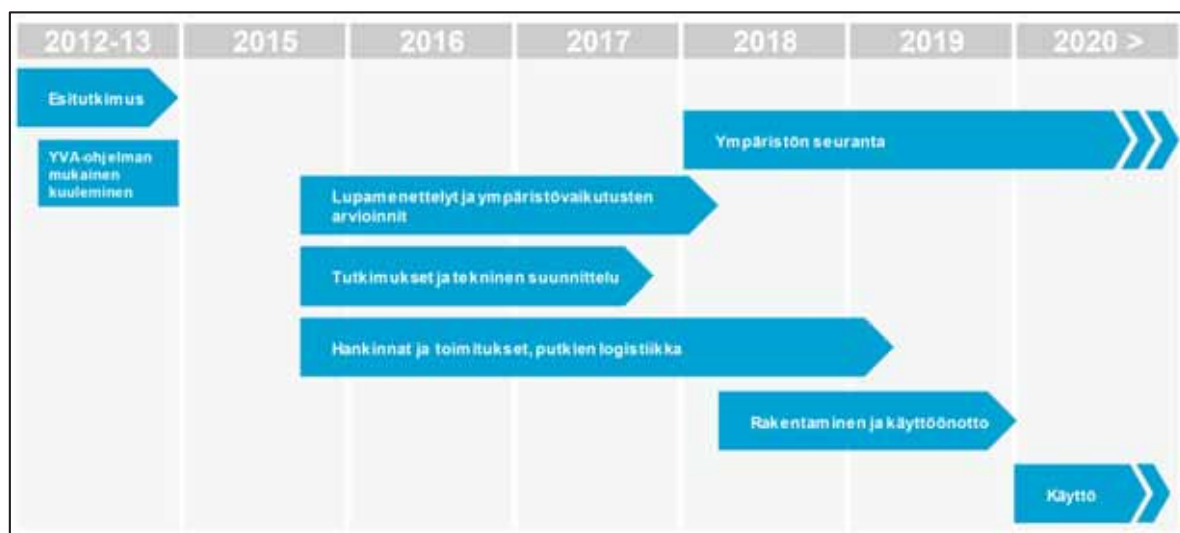 2012-13 2015 2016 2017 2018 2019 2020 >
Esitutkimus
YVA-ohjelman
mukainen
kuuleminen
Ympäristön seuranta
Lupamenettelyt ja ympäristövaikutusten
arvioinnit
Tutkimukset ja tekninen suunnittelu
Hankinnat ja toimitukset, putkien logistiikka
Rakentaminen ja käyttöönotto
Käyttö